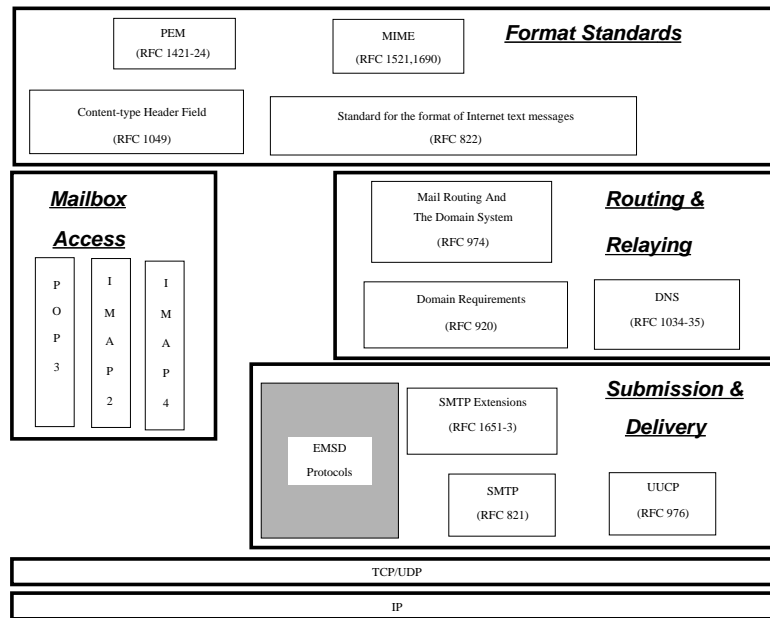 Format Standards
PEM
(RFC 1421-24)
MIME
(RFC 1521,1690)
Content-type Header Field
(RFC 1049)
Standard for the format of Internet text messages
(RFC 822)
Mailbox
Access
P
O
P
3
I
M
A
P
2
I
M
A
P
4
Routing &
Relaying
Mail Routing And
The Domain System
(RFC 974)
Domain Requirements
(RFC 920)
DNS
(RFC 1034-35)
Submission &
Delivery
EMSD
Protocols
SMTP Extensions
(RFC 1651-3)
SMTP
(RFC 821)
UUCP
(RFC 976)
TCP/UDP
IP